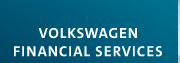 VOLKSWAGEN
FINANCIAL SERVICES